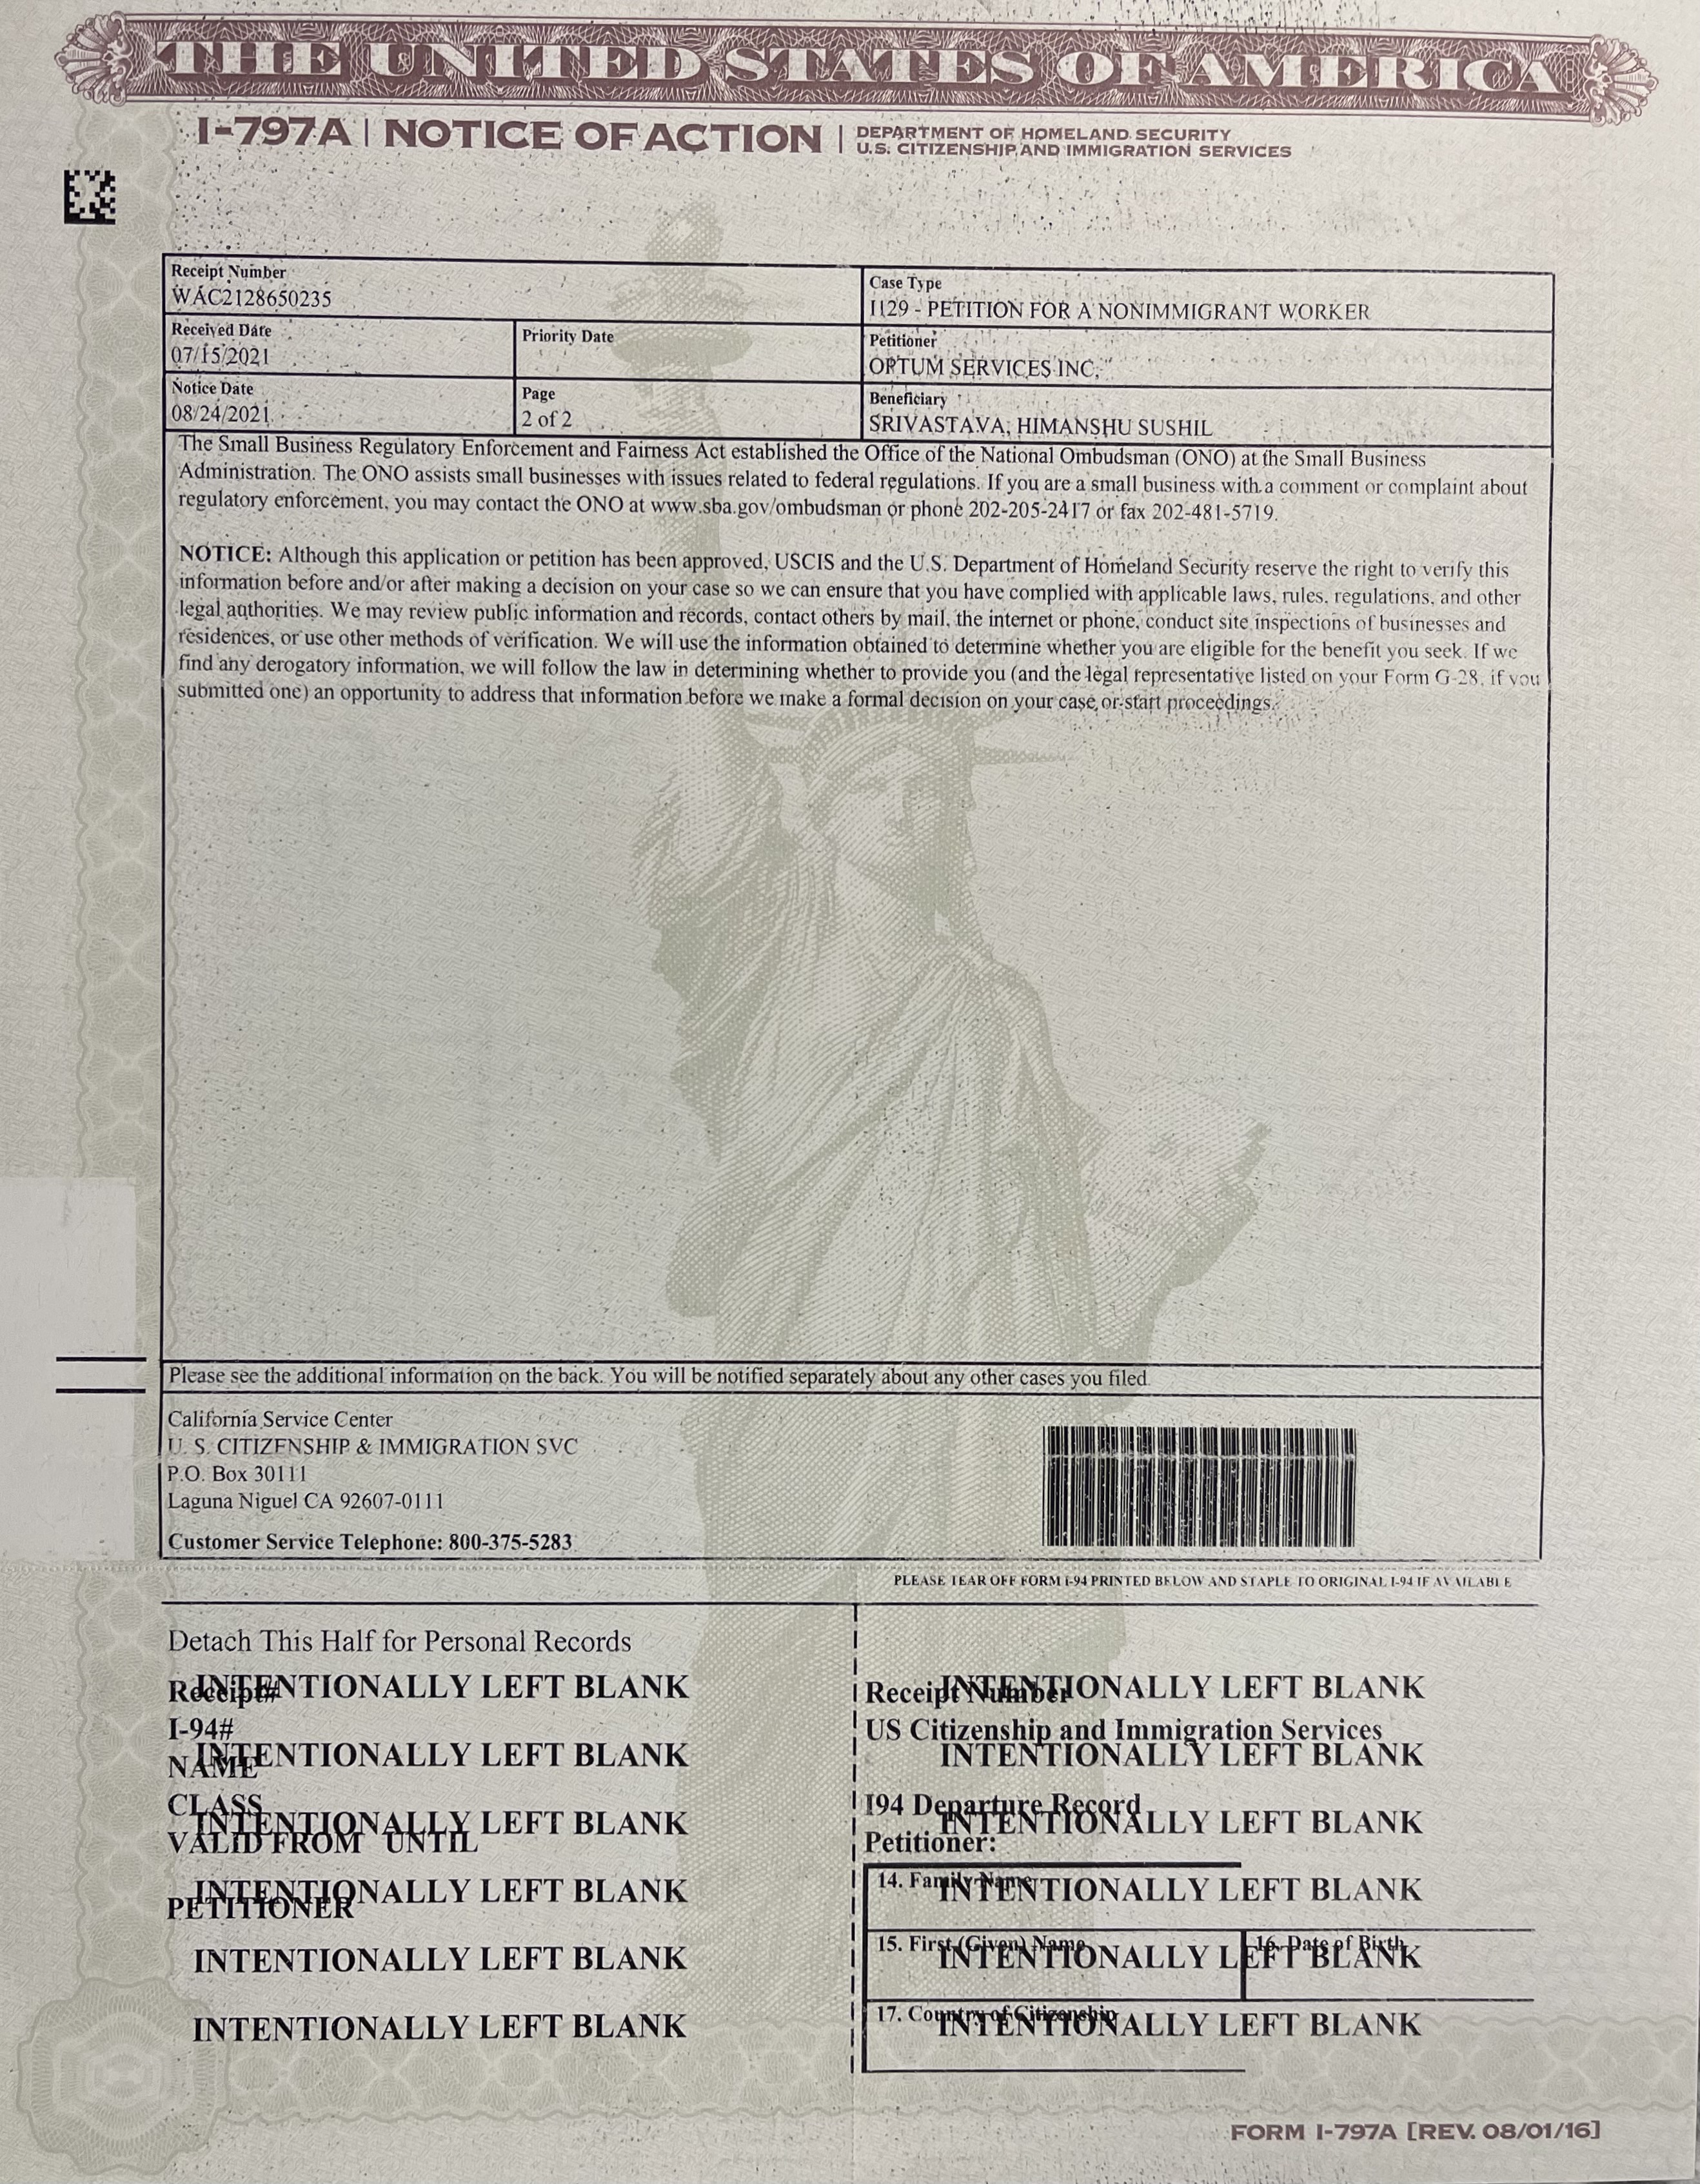 THE UNITED STATES OF AMERICA
I-797A | NOTICE OF ACTION | DEPARTMENT OF HOMELAND SECURITY
U.S. CITIZENSHIP AND IMMIGRATION SERVICES
Receipt Number
WAC2128650235
Case Type
I129 - PETITION FOR A NONIMMIGRANT WORKER
Received Date
07/15/2021
Priority Date
Petitioner
OPTUM SERVICES INC,
Notice Date
08/24/2021
Page
2 of 2
Beneficiary
SRIVASTAVA, HIMANSHU SUSHIL
The Small Business Regulatory Enforcement and Fairness Act established the Office of the National Ombudsman (ONO) at the Small Business
Administration. The ONO assists small businesses with issues related to federal regulations. If you are a small business with a comment or complaint about
regulatory enforcement, you may contact the ONO at www.sba.gov/ombudsman or phone 202-205-2417 or fax 202-481-5719.
NOTICE: Although this application or petition has been approved, USCIS and the U.S. Department of Homeland Security reserve the right to verify this
information before and/or after making a decision on your case so we can ensure that you have complied with applicable laws, rules, regulations, and other
legal authorities. We may review public information and records, contact others by mail, the internet or phone, conduct site inspections of businesses and
residences, or use other methods of verification. We will use the information obtained to determine whether you are eligible for the benefit you seek. If we
find any derogatory information, we will follow the law in determining whether to provide you (and the legal representative listed on your Form G-28, if you
submitted one) an opportunity to address that information before we make a formal decision on your case or start proceedings.
Please see the additional information on the back. You will be notified separately about any other cases you filed.
California Service Center
U. S. CITIZENSHIP & IMMIGRATION SVC
P.O. Box 30111
Laguna Niguel CA 92607-0111
Customer Service Telephone: 800-375-5283
PLEASE TEAR OFF FORM I-94 PRINTED BELOW AND STAPLE TO ORIGINAL I-94 IF AVAILABLE
Detach This Half for Personal Records
INTENTIONALLY LEFT BLANK
Receipt#
I-94#
INTENTIONALLY LEFT BLANK
NAME
CLASS
INTENTIONALLY LEFT BLANK
VALID FROM UNTIL
INTENTIONALLY LEFT BLANK
PETITIONER
INTENTIONALLY LEFT BLANK
INTENTIONALLY LEFT BLANK
INTENTIONALLY LEFT BLANK
Receipt Number
US Citizenship and Immigration Services
INTENTIONALLY LEFT BLANK
I94 Departure Record
INTENTIONALLY LEFT BLANK
Petitioner:
14. Family Name
INTENTIONALLY LEFT BLANK
15. First (Given) Name
16. Date of Birth
INTENTIONALLY LEFT BLANK
17. Country of Citizenship
INTENTIONALLY LEFT BLANK
FORM I-797A [REV. 08/01/16]